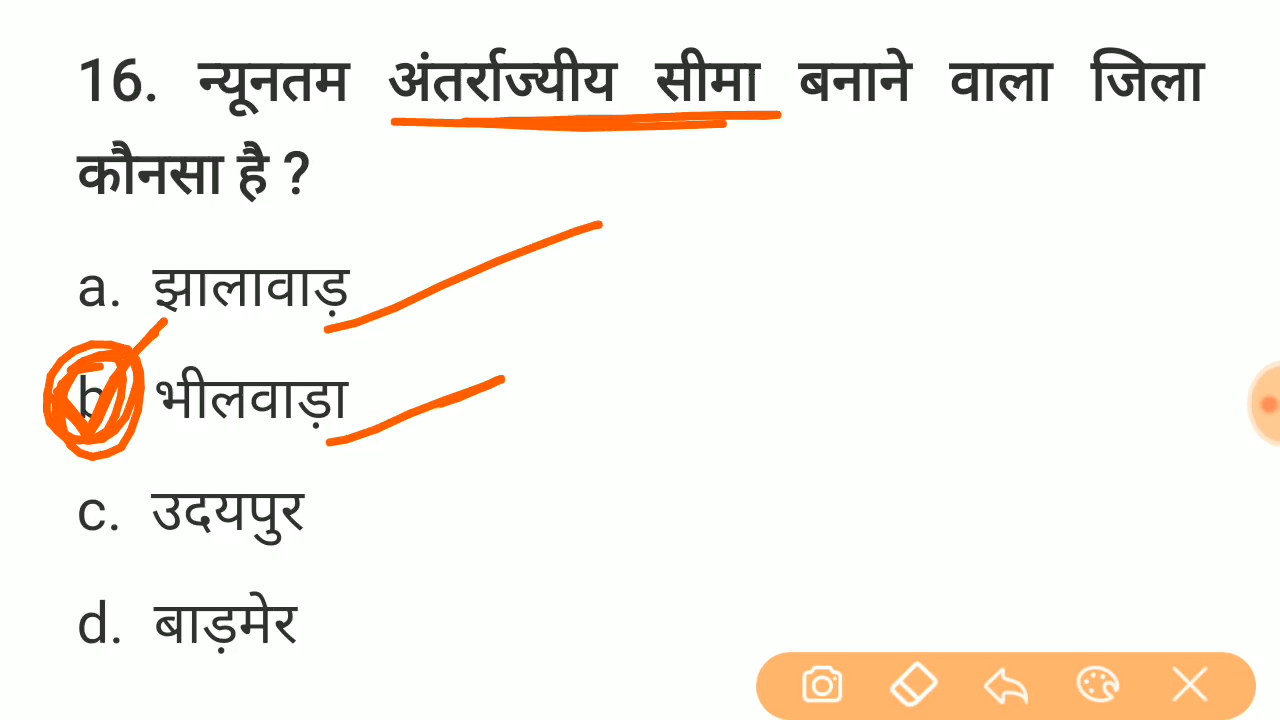 16. न्यूनतम अंतर्राज्यीय सीमा बनाने वाला जिला
कौनसा है ?
a. झालावाड़
b. भीलवाड़ा
c. उदयपुर
d. बाड़मेर